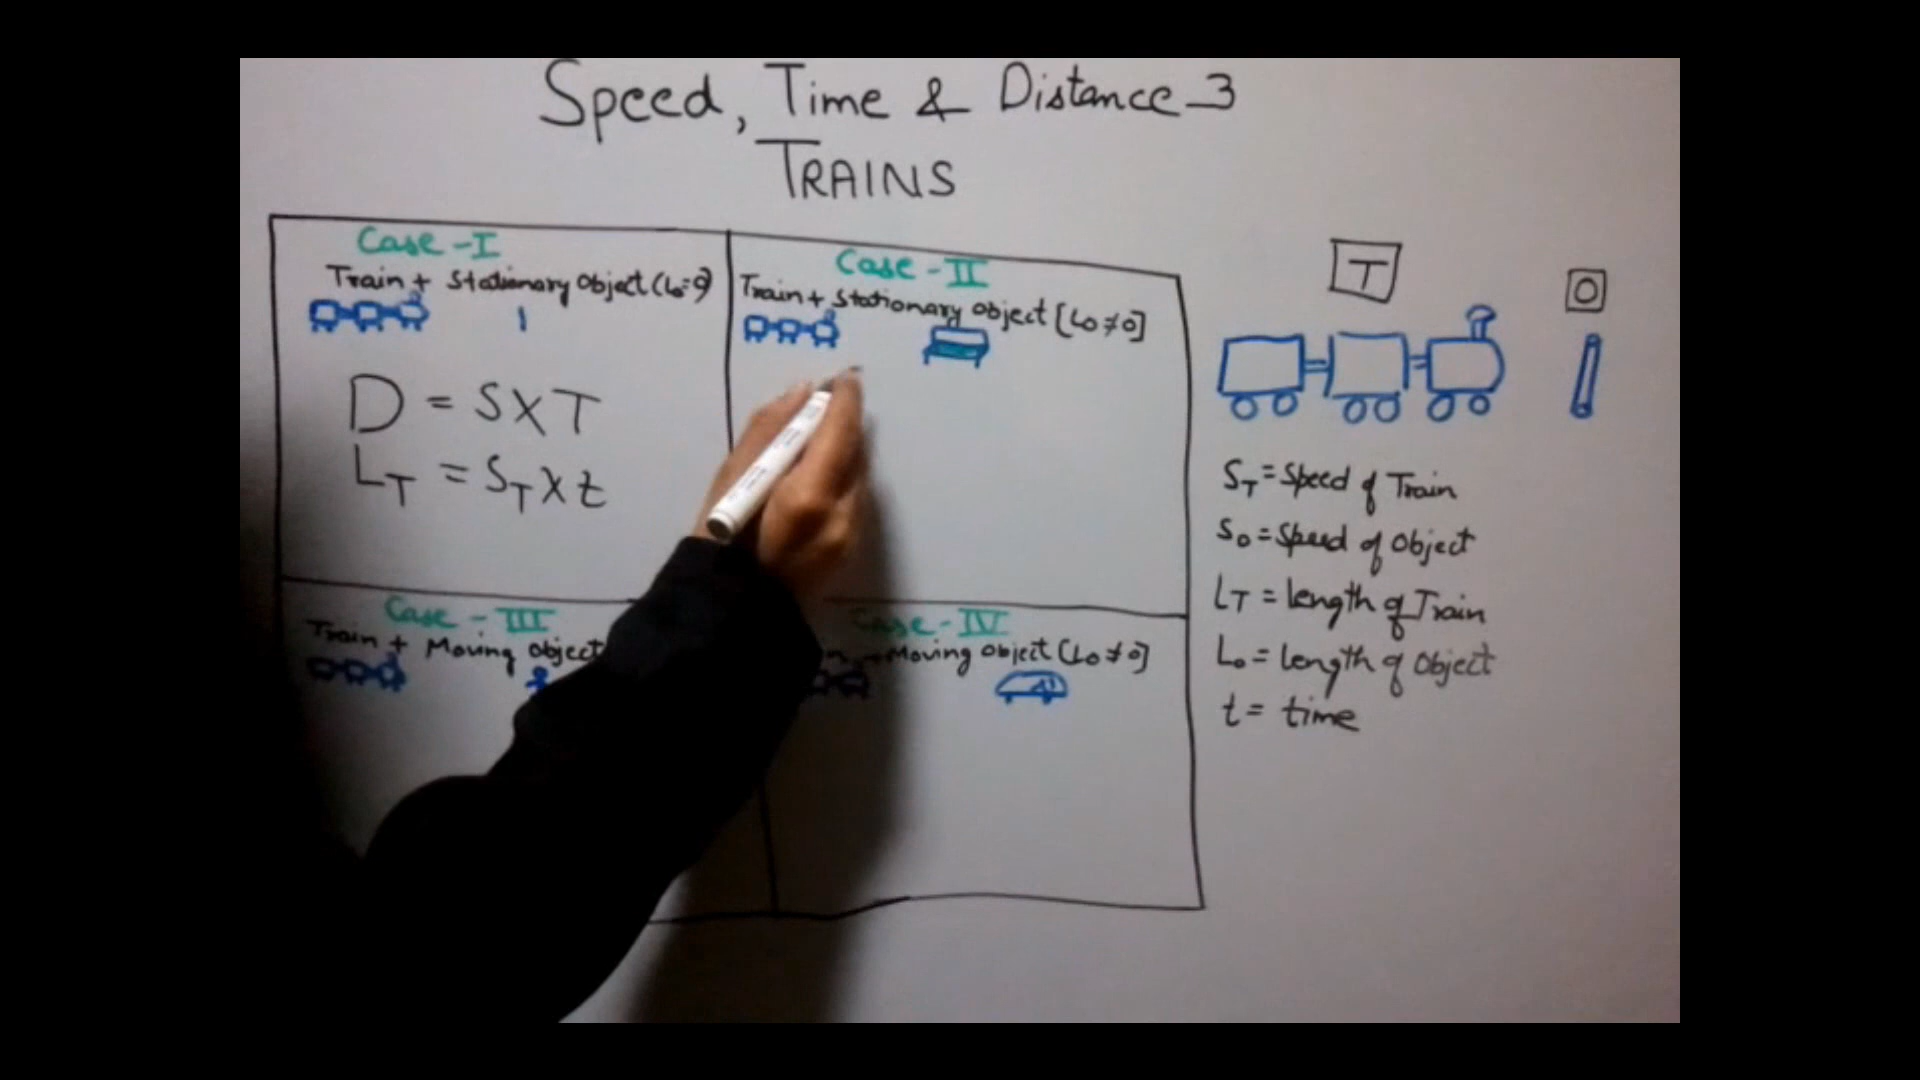 Speed, Time & Distance_3
TRAINS
Case -I
Train + Stationary Object (Lo=0)
D = S X T
LT = ST X t
Case -II
Train + Stationary Object [Lo≠0]
Case - III
Train + Moving Object
Case-IV
Moving Object [Lo≠0]
T
O
ST = Speed of Train
So = Speed of Object
LT = length of Train
Lo = length of Object
t = time